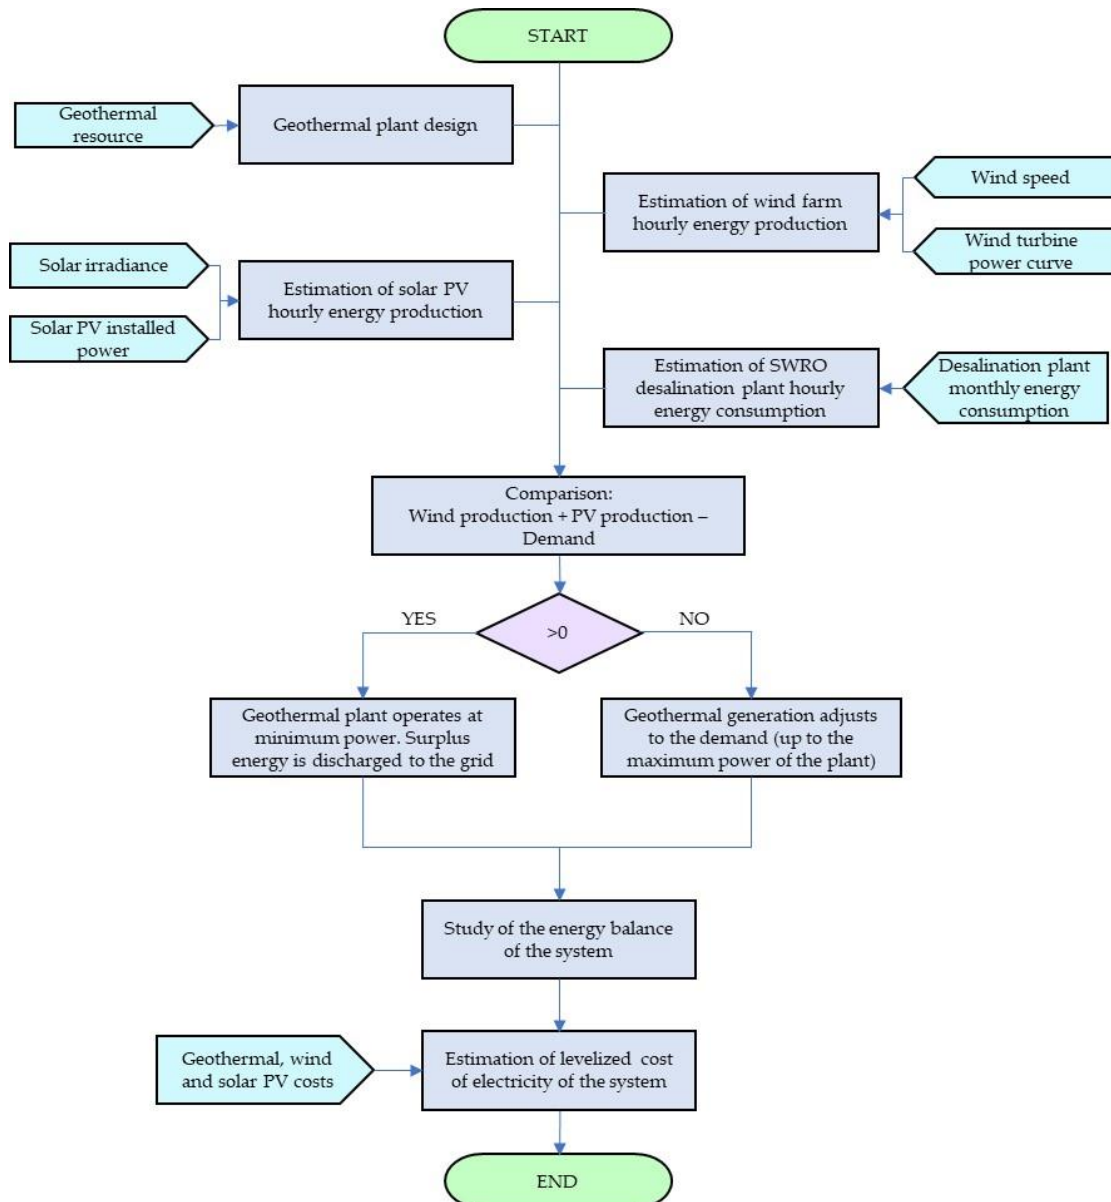 START
Geothermal
resource
Geothermal plant design
Wind speed
Estimation of wind farm
hourly energy production
Wind turbine
power curve
Solar irradiance
Estimation of solar PV
hourly energy production
Solar PV installed
power
Estimation of SWRO
desalination plant hourly
energy consumption
Desalination plant
monthly energy
consumption
Comparison:
Wind production + PV production –
Demand
YES
>0
NO
Geothermal plant operates at
minimum power. Surplus
energy is discharged to the grid
Geothermal generation adjusts
to the demand (up to the
maximum power of the plant)
Study of the energy balance
of the system
Geothermal, wind
and solar PV costs
Estimation of levelized cost
of electricity of the system
END